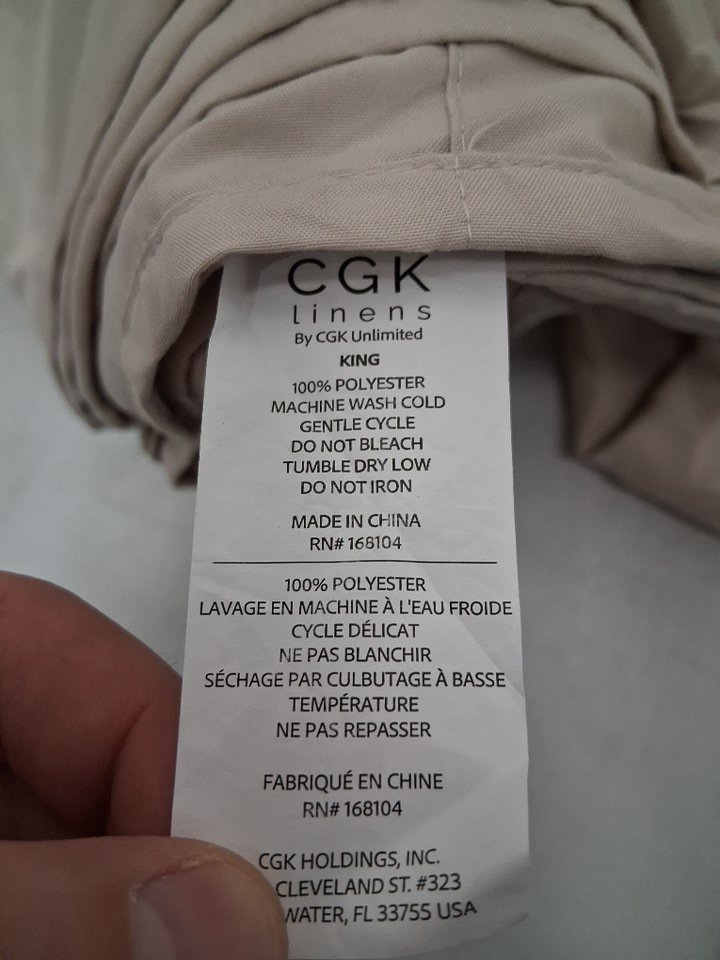 CGK
linens
By CGK Unlimited
KING
100% POLYESTER
MACHINE WASH COLD
GENTLE CYCLE
DO NOT BLEACH
TUMBLE DRY LOW
DO NOT IRON
MADE IN CHINA
RN# 168104
100% POLYESTER
LAVAGE EN MACHINE À L'EAU FROIDE
CYCLE DÉLICAT
NE PAS BLANCHIR
SÉCHAGE PAR CULBUTAGE À BASSE
TEMPÉRATURE
NE PAS REPASSER
FABRIQUÉ EN CHINE
RN# 168104
CGK HOLDINGS, INC.
CLEVELAND ST. #323
WATER, FL 33755 USA